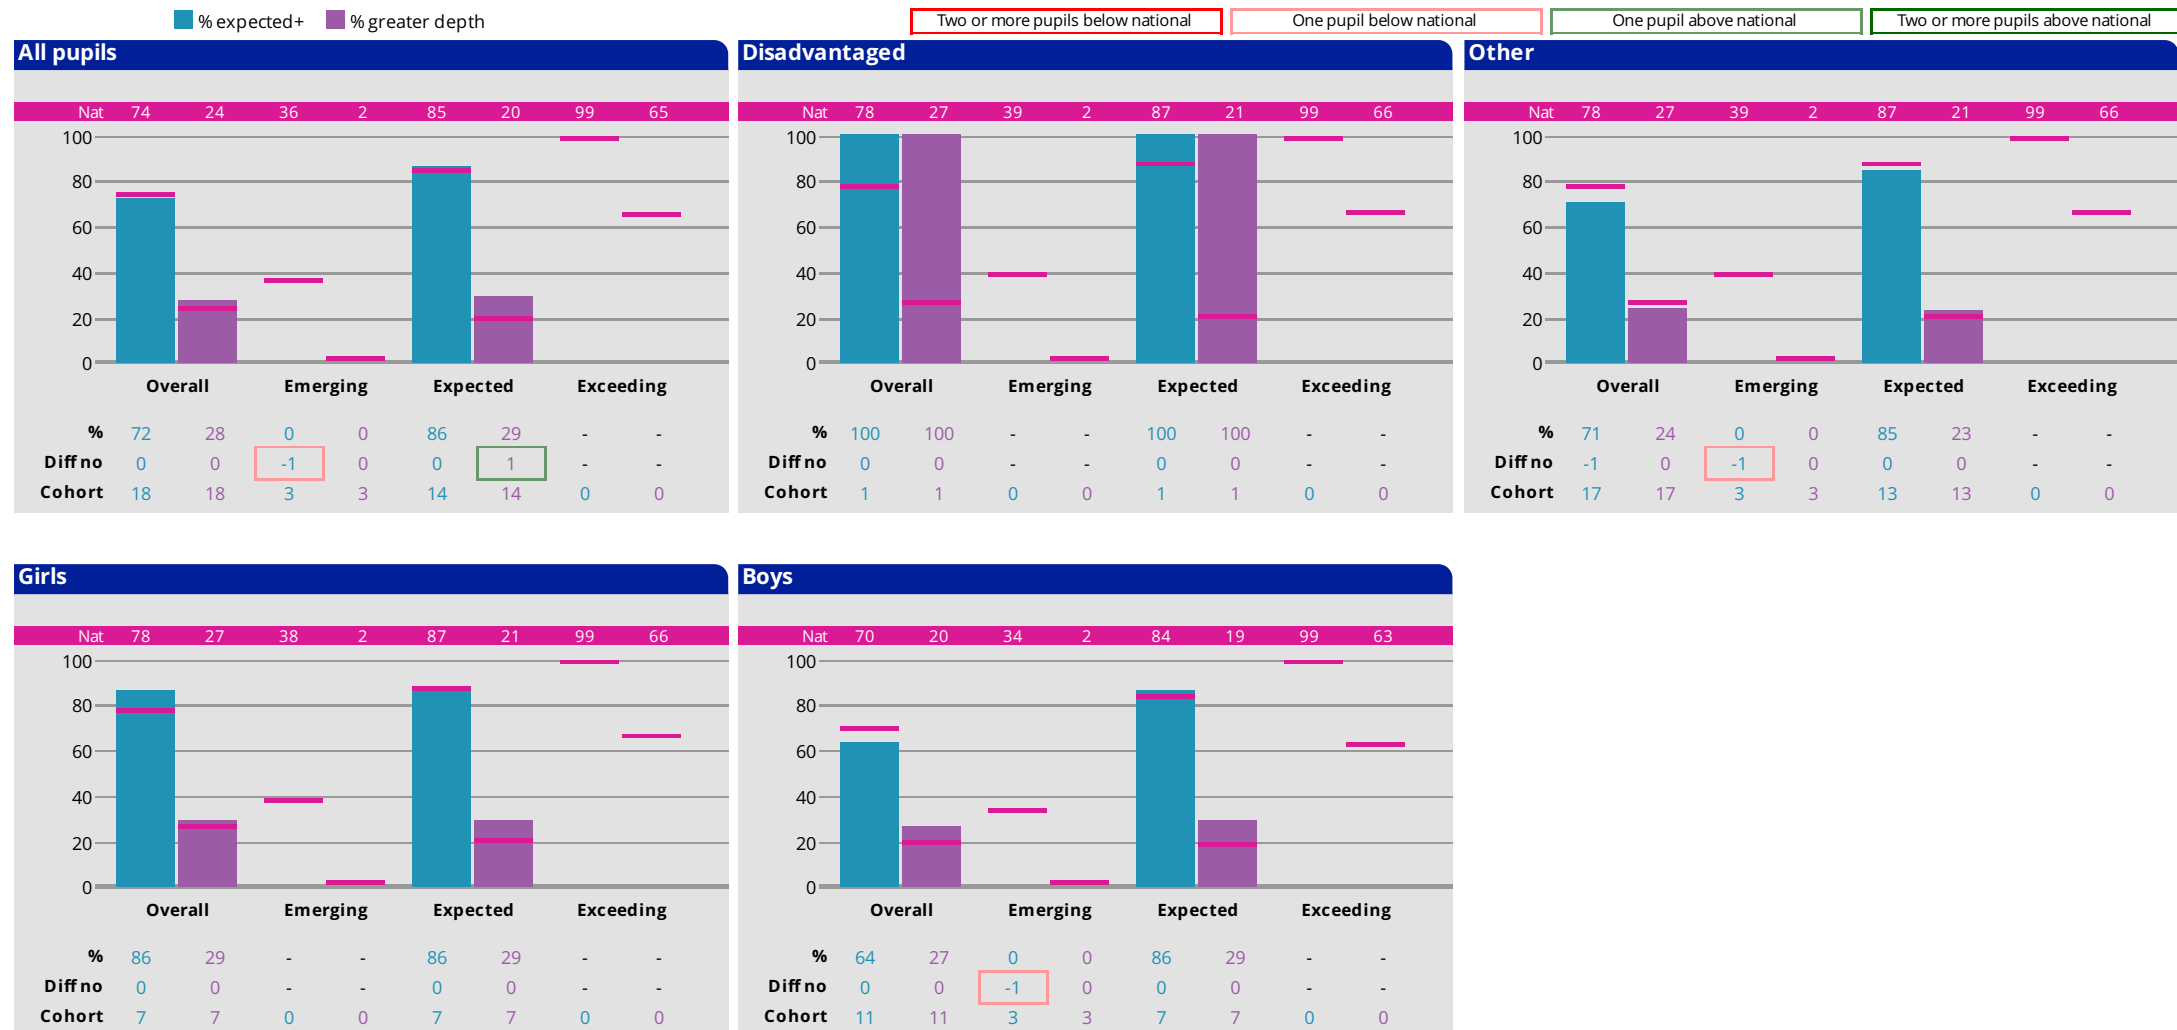 % expected+ % greater depth Two or more pupils below national One pupil below national One pupil above national Two or more pupils above national
All pupils
Nat 74 24 36 2 85 20 99 65
100
80
60
40
20
0
Overall Emerging Expected Exceeding
% 72 28 0 0 86 29 - -
Diff no 0 0 -1 0 0 1 - -
Cohort 18 18 3 3 14 14 0 0
Disadvantaged
Nat 78 27 39 2 87 21 99 66
100
80
60
40
20
0
Overall Emerging Expected Exceeding
% 100 100 - - 100 100 - -
Diff no 0 0 - - 0 0 - -
Cohort 1 1 0 0 1 1 0 0
Other
Nat 78 27 39 2 87 21 99 66
100
80
60
40
20
0
Overall Emerging Expected Exceeding
% 71 24 0 0 85 23 - -
Diff no -1 0 -1 0 0 0 - -
Cohort 17 17 3 3 13 13 0 0
Girls
Nat 78 27 38 2 87 21 99 66
100
80
60
40
20
0
Overall Emerging Expected Exceeding
% 86 29 - - 86 29 - -
Diff no 0 0 - - 0 0 - -
Cohort 7 7 0 0 7 7 0 0
Boys
Nat 70 20 34 2 84 19 99 63
100
80
60
40
20
0
Overall Emerging Expected Exceeding
% 64 27 0 0 86 29 - -
Diff no 0 0 -1 0 0 0 - -
Cohort 11 11 3 3 7 7 0 0